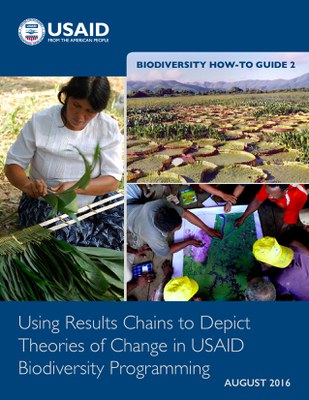 USAID
FROM THE AMERICAN PEOPLE
BIODIVERSITY HOW-TO GUIDE 2
Using Results Chains to Depict
Theories of Change in USAID
Biodiversity Programming
AUGUST 2016